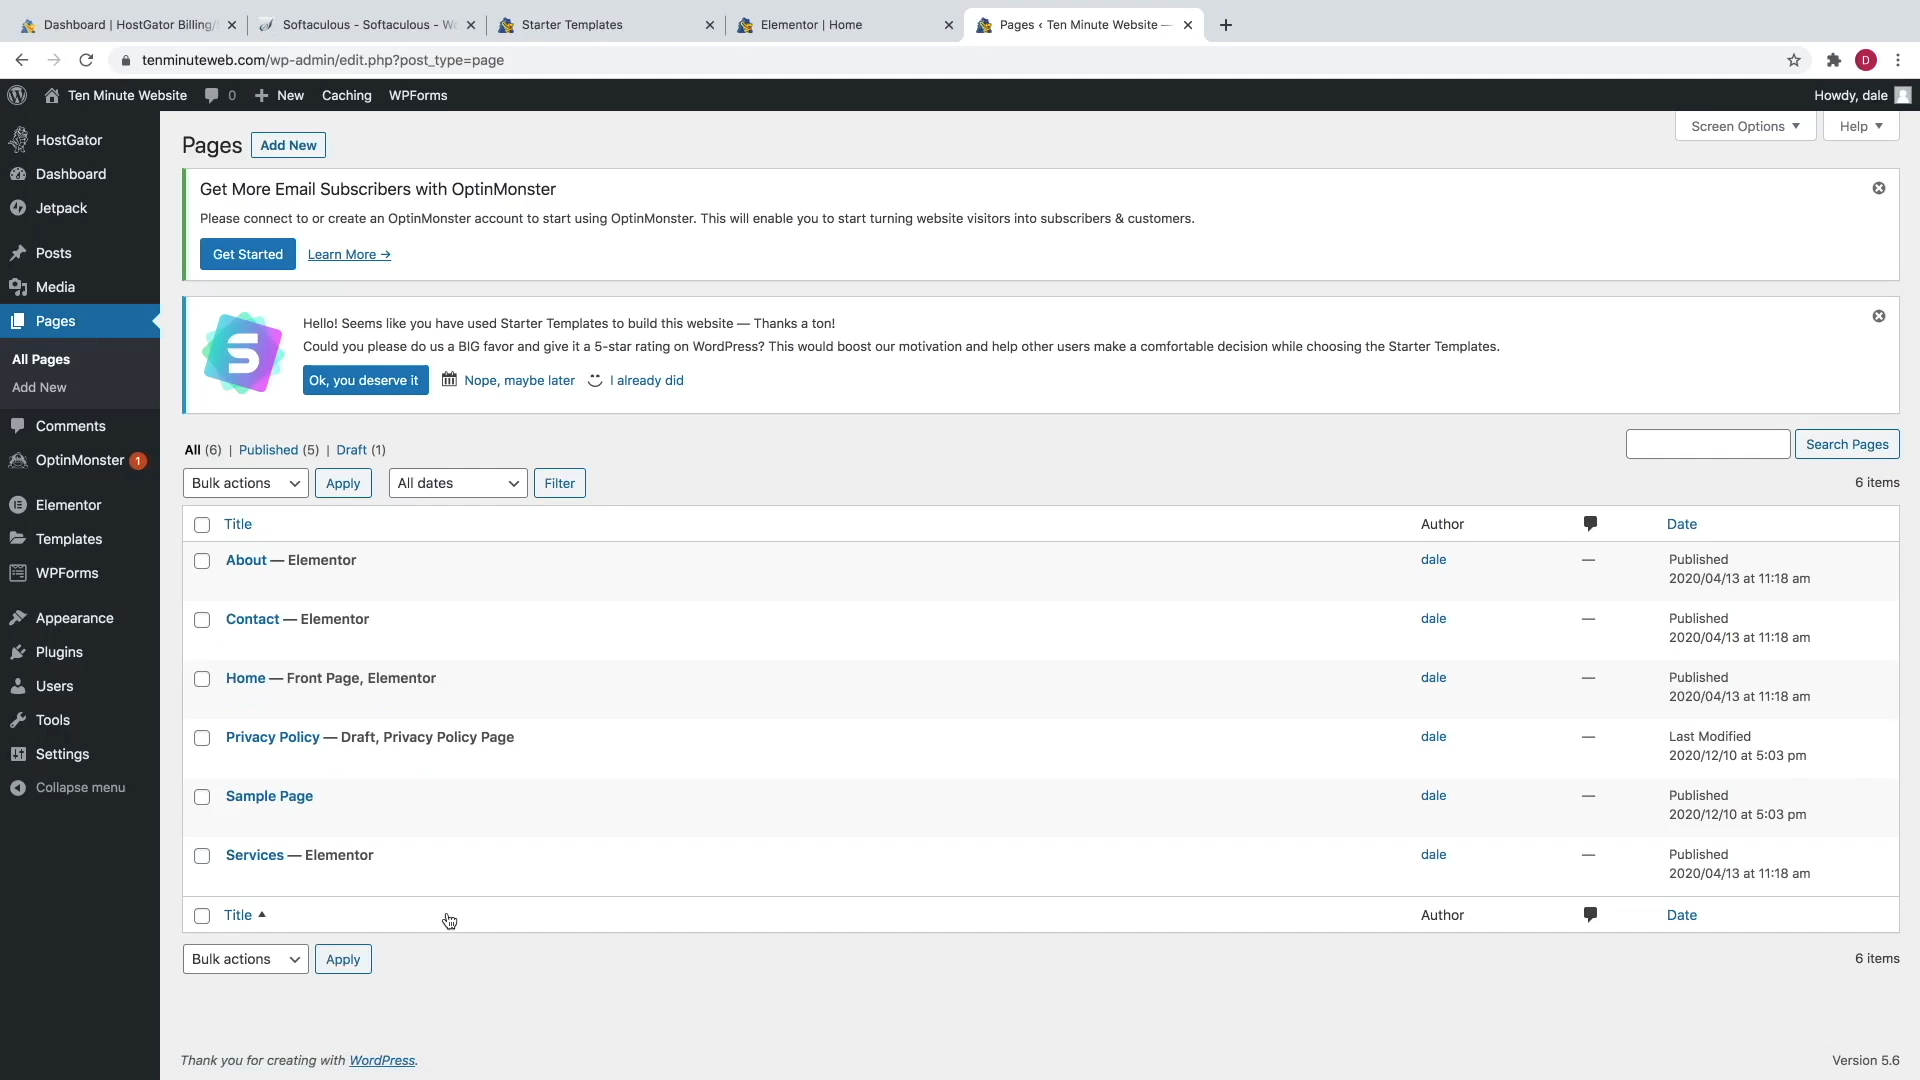 Dashboard | HostGator Billing/
Softaculous - Softaculous - Wo
Starter Templates
Elementor | Home
Pages ‹ Ten Minute Website —
tenminuteweb.com/wp-admin/edit.php?post_type=page
D
Ten Minute Website
0
New
Caching
WPForms
Howdy, dale
HostGator
Dashboard
Jetpack
Posts
Media
Pages
All Pages
Add New
Comments
OptinMonster 1
Elementor
Templates
WPForms
Appearance
Plugins
Users
Tools
Settings
Collapse menu
Screen Options
Help
Pages
Add New
Get More Email Subscribers with OptinMonster
Please connect to or create an OptinMonster account to start using OptinMonster. This will enable you to start turning website visitors into subscribers & customers.
Get Started
Learn More →
Hello! Seems like you have used Starter Templates to build this website — Thanks a ton!
Could you please do us a BIG favor and give it a 5-star rating on WordPress? This would boost our motivation and help other users make a comfortable decision while choosing the Starter Templates.
Ok, you deserve it
Nope, maybe later
I already did
All (6) | Published (5) | Draft (1)
Search Pages
Bulk actions
Apply
All dates
Filter
6 items
Title
Author
Date
About — Elementor
dale
—
Published
2020/04/13 at 11:18 am
Contact — Elementor
dale
—
Published
2020/04/13 at 11:18 am
Home — Front Page, Elementor
dale
—
Published
2020/04/13 at 11:18 am
Privacy Policy — Draft, Privacy Policy Page
dale
—
Last Modified
2020/12/10 at 5:03 pm
Sample Page
dale
—
Published
2020/12/10 at 5:03 pm
Services — Elementor
dale
—
Published
2020/04/13 at 11:18 am
Title
Author
Date
Bulk actions
Apply
6 items
Thank you for creating with WordPress.
Version 5.6